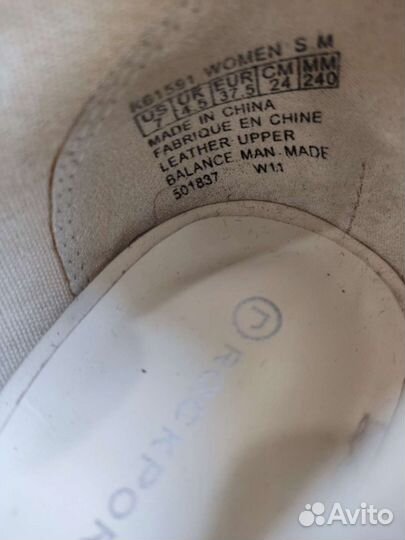 K61591 WOMEN S M
US UK EUR CM MM
7 4.5 37.5 24 240
MADE IN CHINA
FABRIQUE EN CHINE
LEATHER UPPER
BALANCE MAN MADE
501837 W11
ROCKPOR
Avito